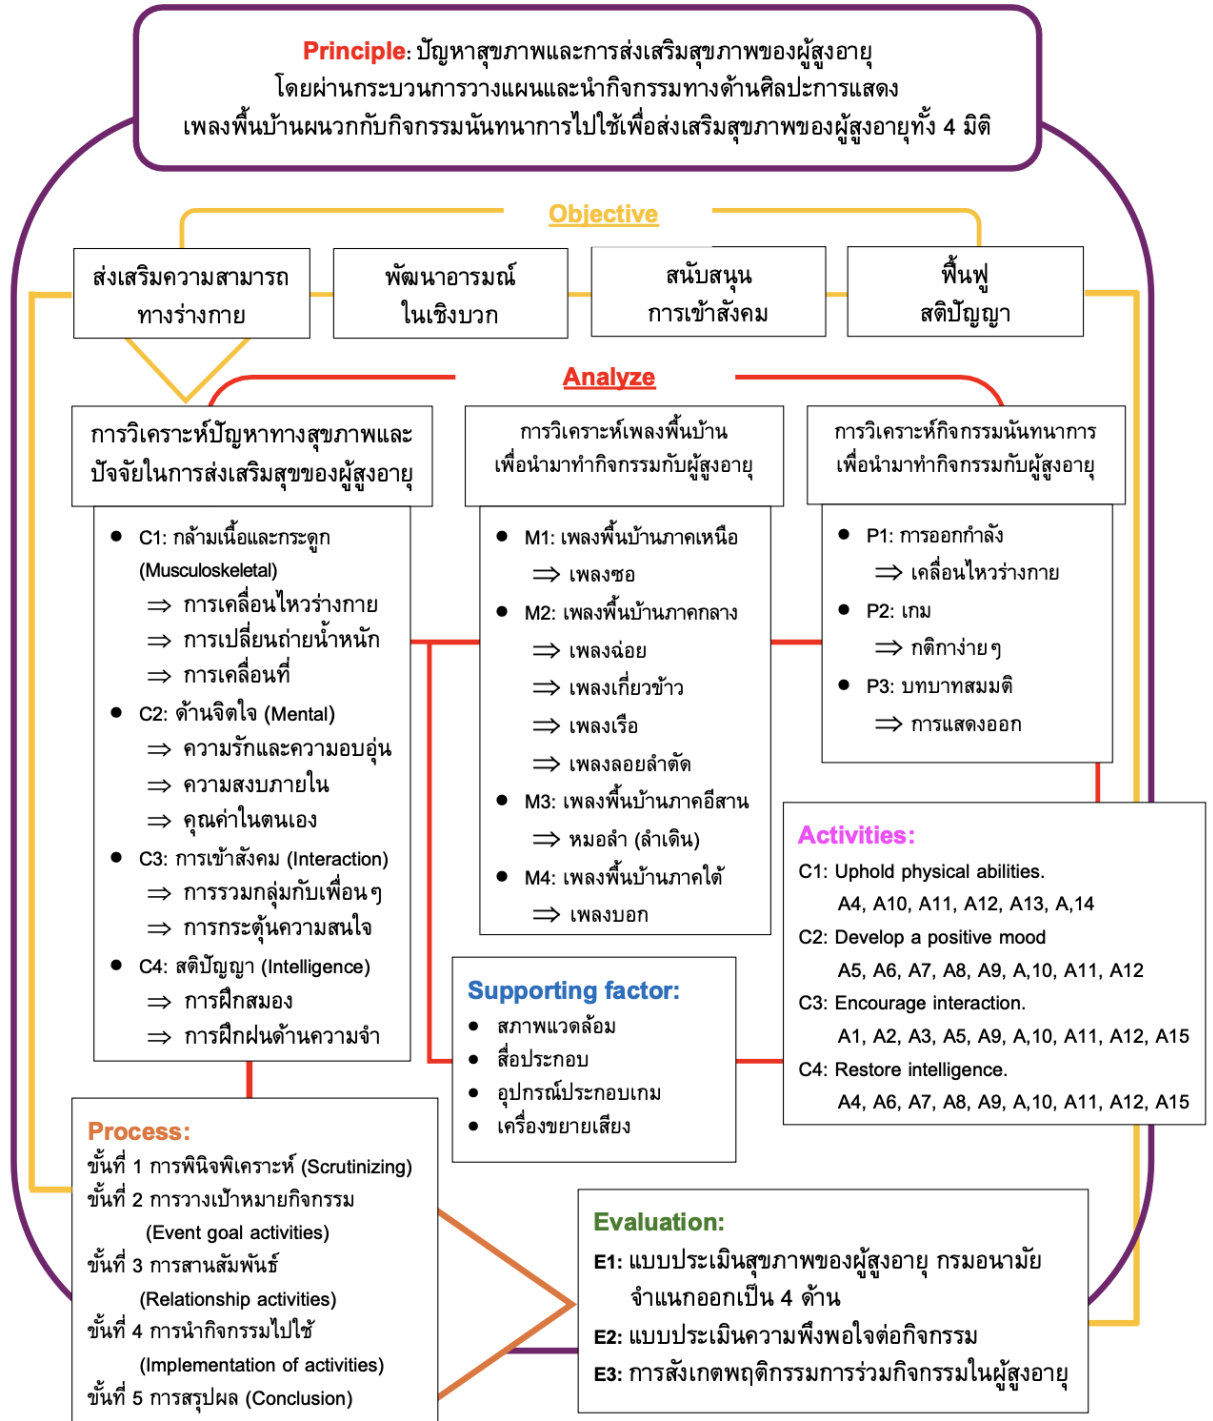 Principle: ปัญหาสุขภาพและการส่งเสริมสุขภาพของผู้สูงอายุ
โดยผ่านกระบวนการวางแผนและนำกิจกรรมทางด้านศิลปะการแสดง
เพลงพื้นบ้านผนวกกับกิจกรรมนันทนาการไปใช้เพื่อส่งเสริมสุขภาพของผู้สูงอายุทั้ง 4 มิติ
Objective
ส่งเสริมความสามารถ
ทางร่างกาย
พัฒนาอารมณ์
ในเชิงบวก
สนับสนุน
การเข้าสังคม
ฟื้นฟู
สติปัญญา
Analyze
การวิเคราะห์ปัญหาทางสุขภาพและ
ปัจจัยในการส่งเสริมสุขของผู้สูงอายุ
● C1: กล้ามเนื้อและกระดูก
(Musculoskeletal)
⇒ การเคลื่อนไหวร่างกาย
⇒ การเปลี่ยนถ่ายน้ำหนัก
⇒ การเคลื่อนที่
● C2: ด้านจิตใจ (Mental)
⇒ ความรักและความอบอุ่น
⇒ ความสงบภายใน
⇒ คุณค่าในตนเอง
● C3: การเข้าสังคม (Interaction)
⇒ การรวมกลุ่มกับเพื่อนๆ
⇒ การกระตุ้นความสนใจ
● C4: สติปัญญา (Intelligence)
⇒ การฝึกสมอง
⇒ การฝึกฝนด้านความจำ
การวิเคราะห์เพลงพื้นบ้าน
เพื่อนำมาทำกิจกรรมกับผู้สูงอายุ
● M1: เพลงพื้นบ้านภาคเหนือ
⇒ เพลงซอ
● M2: เพลงพื้นบ้านภาคกลาง
⇒ เพลงฉ่อย
⇒ เพลงเกี่ยวข้าว
⇒ เพลงเรือ
⇒ เพลงลอยลำตัด
● M3: เพลงพื้นบ้านภาคอีสาน
⇒ หมอลำ (ลำเดิน)
● M4: เพลงพื้นบ้านภาคใต้
⇒ เพลงบอก
การวิเคราะห์กิจกรรมนันทนาการ
เพื่อนำมาทำกิจกรรมกับผู้สูงอายุ
● P1: การออกกำลัง
⇒ เคลื่อนไหวร่างกาย
● P2: เกม
⇒ กติกาง่ายๆ
● P3: บทบาทสมมติ
⇒ การแสดงออก
Supporting factor:
● สภาพแวดล้อม
● สื่อประกอบ
● อุปกรณ์ประกอบเกม
● เครื่องขยายเสียง
Activities:
C1: Uphold physical abilities.
A4, A10, A11, A12, A13, A,14
C2: Develop a positive mood
A5, A6, A7, A8, A9, A,10, A11, A12
C3: Encourage interaction.
A1, A2, A3, A5, A9, A,10, A11, A12, A15
C4: Restore intelligence.
A4, A6, A7, A8, A9, A,10, A11, A12, A15
Process:
ขั้นที่ 1 การพินิจพิเคราะห์ (Scrutinizing)
ขั้นที่ 2 การวางเป้าหมายกิจกรรม
(Event goal activities)
ขั้นที่ 3 การสานสัมพันธ์
(Relationship activities)
ขั้นที่ 4 การนำกิจกรรมไปใช้
(Implementation of activities)
ขั้นที่ 5 การสรุปผล (Conclusion)
Evaluation:
E1: แบบประเมินสุขภาพของผู้สูงอายุ กรมอนามัย
จำแนกออกเป็น 4 ด้าน
E2: แบบประเมินความพึงพอใจต่อกิจกรรม
E3: การสังเกตพฤติกรรมการร่วมกิจกรรมในผู้สูงอายุ